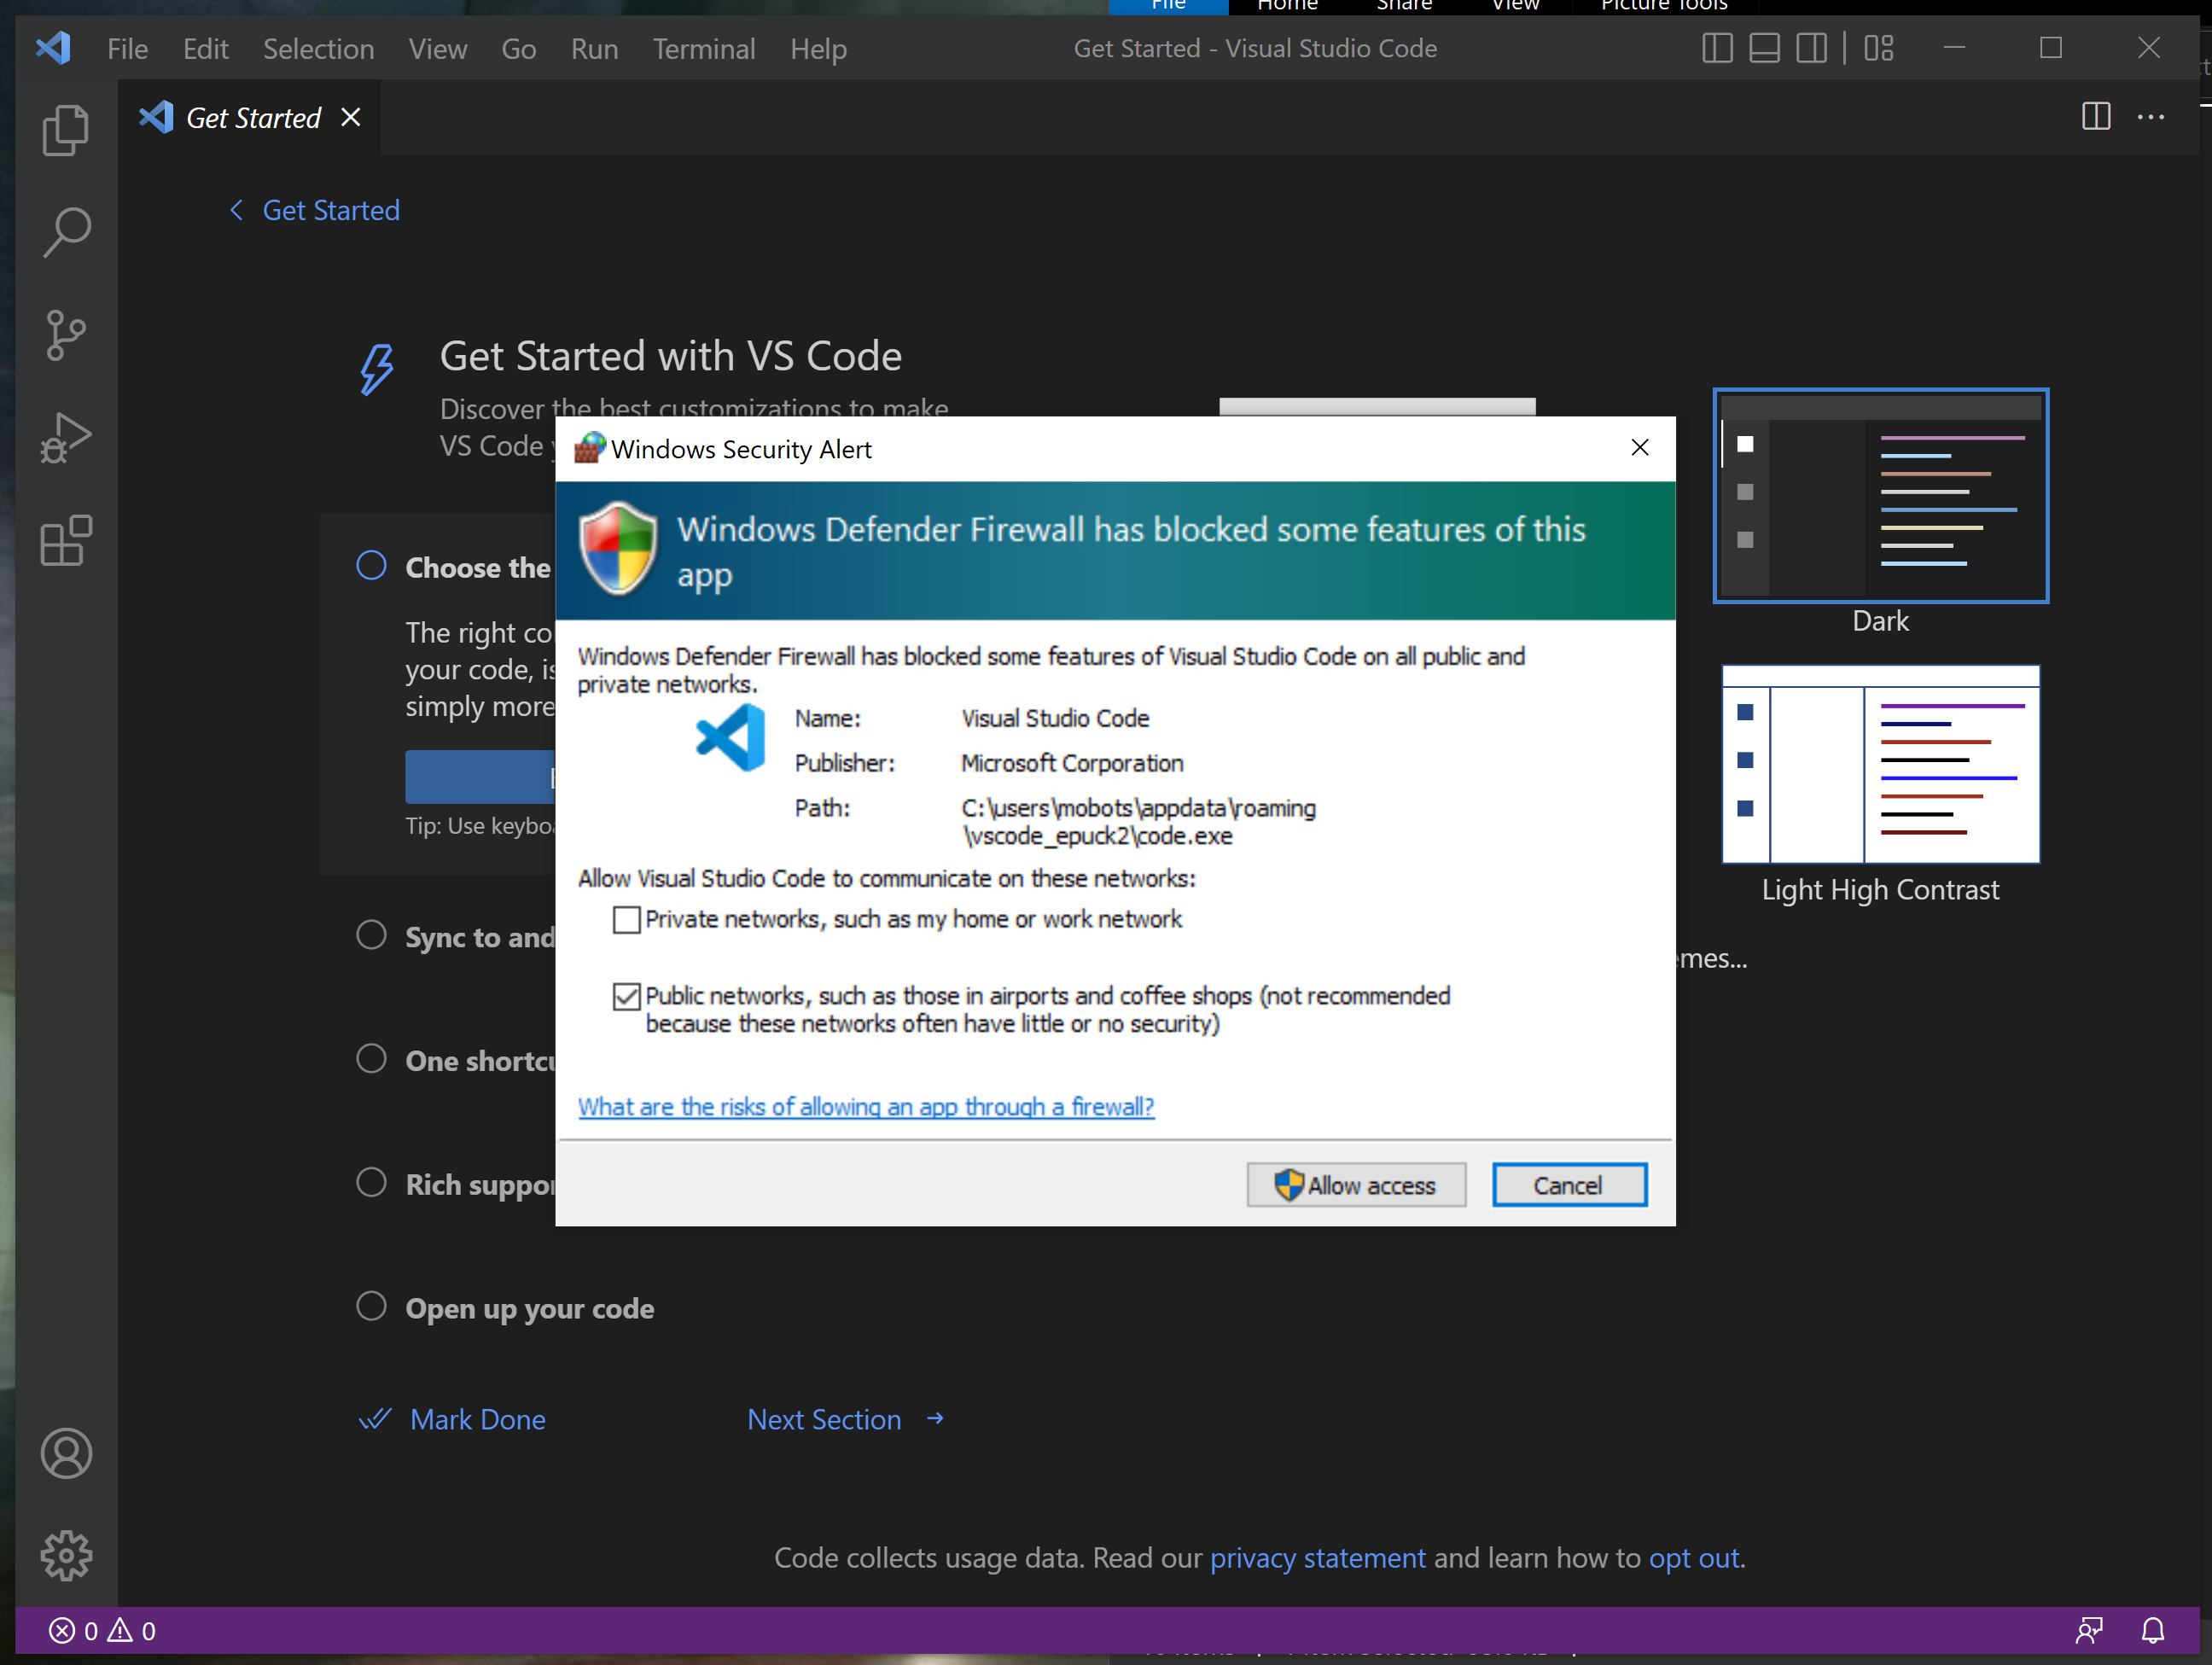 File Home Share View Picture Tools
File Edit Selection View Go Run Terminal Help
Get Started - Visual Studio Code
Get Started
Get Started
Get Started with VS Code
Discover the best customizations to make
VS Code
Windows Security Alert
Windows Defender Firewall has blocked some features of this
app
Windows Defender Firewall has blocked some features of Visual Studio Code on all public and
private networks.
Name: Visual Studio Code
Publisher: Microsoft Corporation
Path: C:\users\mobots\appdata\roaming
\vscode_epuck2\code.exe
Allow Visual Studio Code to communicate on these networks:
Private networks, such as my home or work network
Public networks, such as those in airports and coffee shops (not recommended
because these networks often have little or no security)
What are the risks of allowing an app through a firewall?
Allow access
Cancel
Choose the
The right co
your code, is
simply more
Tip: Use keyboa
Sync to and
One shortcu
Rich suppor
Open up your code
Mark Done
Next Section
Dark
Light High Contrast
emes...
Code collects usage data. Read our privacy statement and learn how to opt out.
0 0